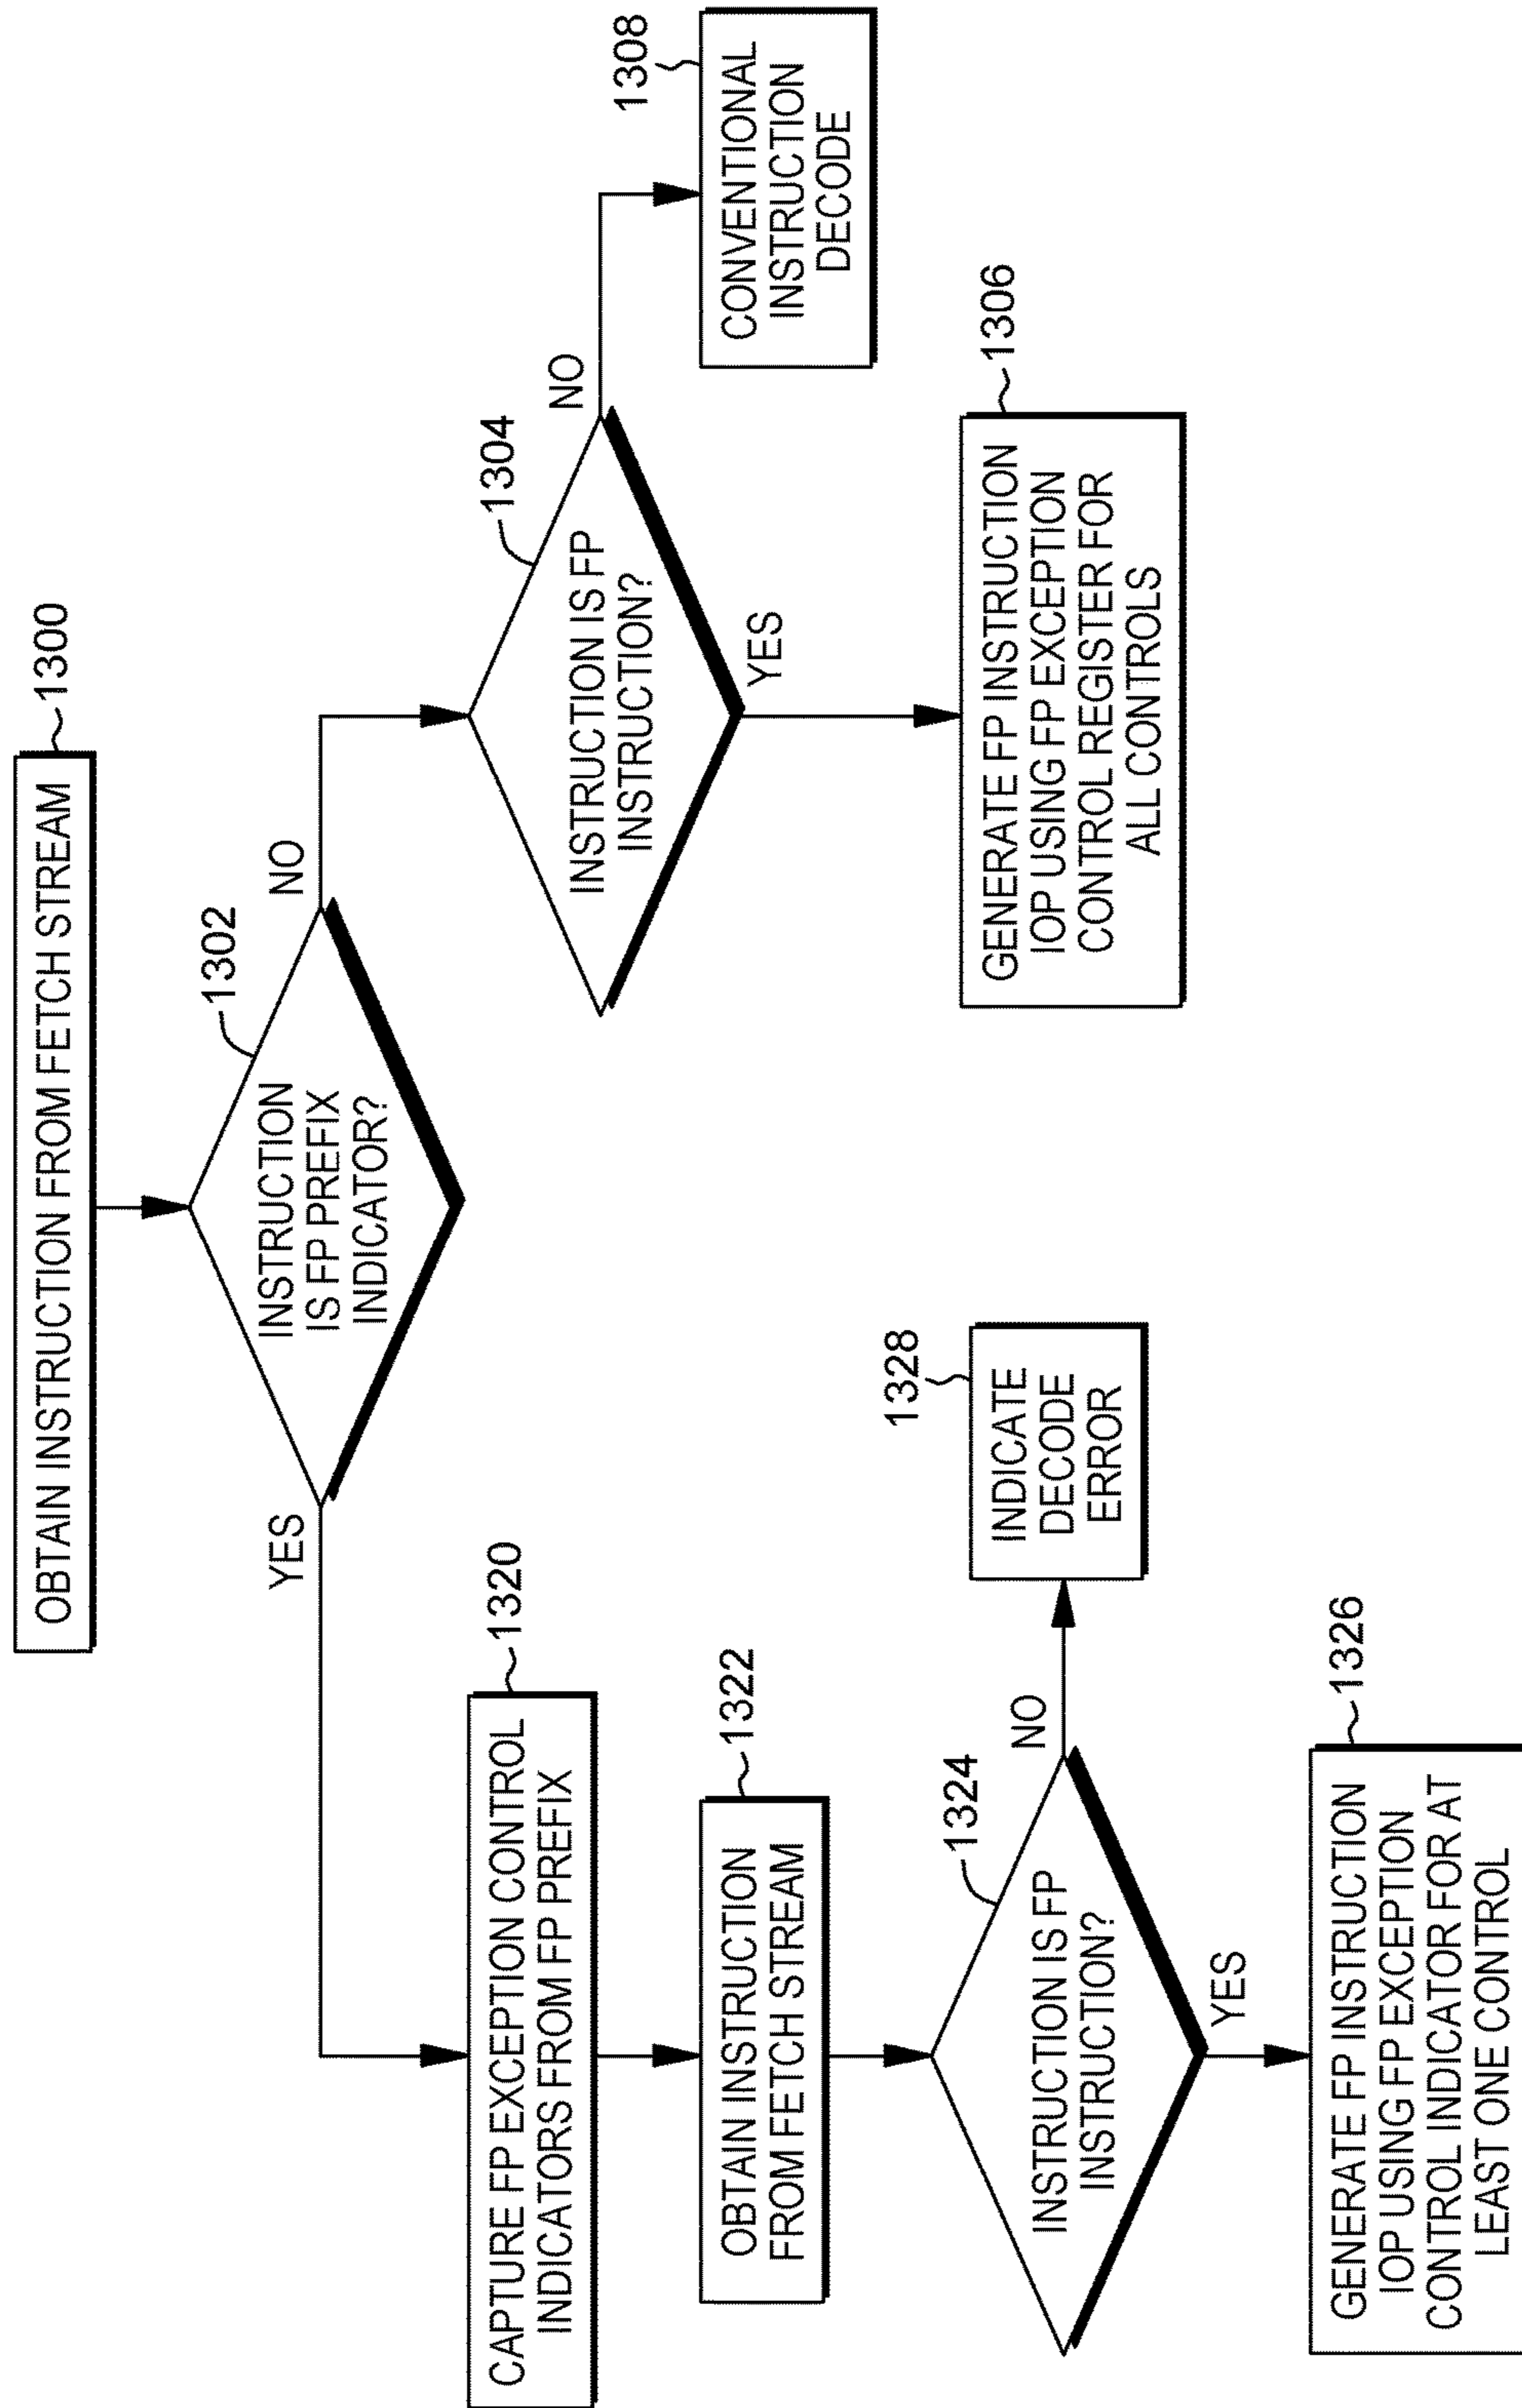 OBTAIN INSTRUCTION FROM FETCH STREAM
1300
INSTRUCTION
IS FP PREFIX
INDICATOR?
1302
YES
NO
CAPTURE FP EXCEPTION CONTROL
INDICATORS FROM FP PREFIX
1320
OBTAIN INSTRUCTION
FROM FETCH STREAM
1322
INSTRUCTION IS FP
INSTRUCTION?
1324
NO
INDICATE
DECODE
ERROR
1328
YES
GENERATE FP INSTRUCTION
IOP USING FP EXCEPTION
CONTROL INDICATOR FOR AT
LEAST ONE CONTROL
1326
INSTRUCTION IS FP
INSTRUCTION?
1304
NO
CONVENTIONAL
INSTRUCTION
DECODE
1308
YES
GENERATE FP INSTRUCTION
IOP USING FP EXCEPTION
CONTROL REGISTER FOR
ALL CONTROLS
1306